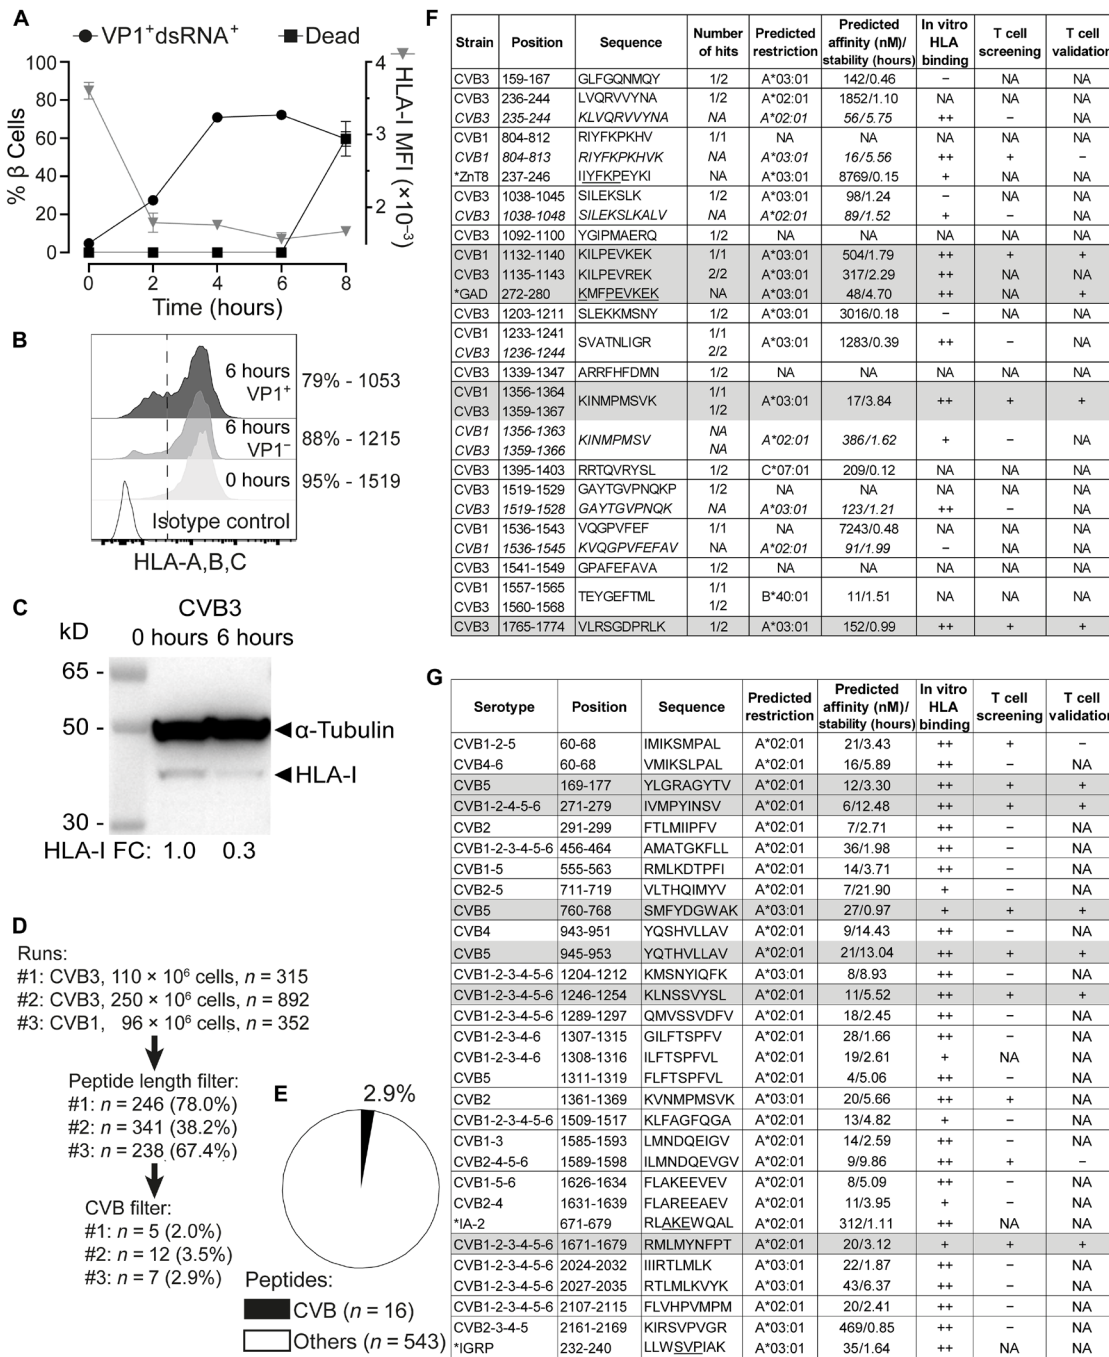 A
VP1+dsRNA+ Dead
% β Cells
100
80
60
40
20
0
4
3
2
HLA-I MFI (×10–3)
0 2 4 6 8
Time (hours)
B
6 hours VP1+ 79% - 1053
6 hours VP1– 88% - 1215
0 hours 95% - 1519
Isotype control
HLA-A,B,C
C
CVB3
kD 0 hours 6 hours
65 -
50 - α-Tubulin
HLA-I
30 -
HLA-I FC: 1.0 0.3
D
Runs:
#1: CVB3, 110 × 10⁶ cells, n = 315
#2: CVB3, 250 × 10⁶ cells, n = 892
#3: CVB1, 96 × 10⁶ cells, n = 352
Peptide length filter:
#1: n = 246 (78.0%)
#2: n = 341 (38.2%)
#3: n = 238 (67.4%)
CVB filter:
#1: n = 5 (2.0%)
#2: n = 12 (3.5%)
#3: n = 7 (2.9%)
E
2.9%
Peptides:
CVB (n = 16)
Others (n = 543)
F
Strain Position Sequence Number of hits Predicted restriction Predicted affinity (nM)/ stability (hours) In vitro HLA binding T cell screening T cell validation
CVB3 159-167 GLFGQNMQY 1/2 A*03:01 142/0.46 – NA NA
CVB3 236-244 LVQRVVYNA 1/2 A*02:01 1852/1.10 NA NA NA
CVB3 235-244 KLVQRVVYNA NA A*02:01 56/5.75 ++ – NA
CVB1 804-812 RIYFKPKHV 1/1 NA NA NA NA NA
CVB1 804-813 RIYFKPKHVK NA A*03:01 16/5.56 ++ + –
*ZnT8 237-246 IIYFKPEYKI NA A*03:01 8769/0.15 + NA NA
CVB3 1038-1045 SILEKSLK 1/2 A*03:01 98/1.24 – NA NA
CVB3 1038-1048 SILEKSLKALV NA A*02:01 89/1.52 + – NA
CVB3 1092-1100 YGIPMAERQ 1/2 NA NA NA NA NA
CVB1 1132-1140 KILPEVKEK 1/1 A*03:01 504/1.79 ++ + +
CVB3 1135-1143 KILPEVREK 2/2 A*03:01 317/2.29 ++ NA NA
*GAD 272-280 KMFPEVKEK NA A*03:01 48/4.70 ++ NA +
CVB3 1203-1211 SLEKKMSNY 1/2 A*03:01 3016/0.18 – NA NA
CVB1 1233-1241 SVATNLIGR 1/1 A*03:01 1283/0.39 ++ – NA
CVB3 1236-1244 2/2
CVB3 1339-1347 ARRFHFDMN 1/2 NA NA NA NA NA
CVB1 1356-1364 KINMPMSVK 1/1 A*03:01 17/3.84 ++ + +
CVB3 1359-1367 1/2
CVB1 1356-1363 KINMPMSV NA A*02:01 386/1.62 + – NA
CVB3 1359-1366 NA
CVB3 1395-1403 RRTQVRYSL 1/2 C*07:01 209/0.12 NA NA NA
CVB3 1519-1529 GAYTGVPNQKP 1/2 NA NA NA NA NA
CVB3 1519-1528 GAYTGVPNQK NA A*03:01 123/1.21 ++ – NA
CVB1 1536-1543 VQGPVFEF 1/1 NA 7243/0.48 NA NA NA
CVB1 1536-1545 KVQGPVFEFAV NA A*02:01 91/1.99 – NA NA
CVB3 1541-1549 GPAFEFAVA 1/2 NA NA NA NA NA
CVB1 1557-1565 TEYGEFTML 1/1 B*40:01 11/1.51 NA NA NA
CVB3 1560-1568 1/2
CVB3 1765-1774 VLRSGDPRLK 1/2 A*03:01 152/0.99 ++ + +
G
Serotype Position Sequence Predicted restriction Predicted affinity (nM)/ stability (hours) In vitro HLA binding T cell screening T cell validation
CVB1-2-5 60-68 IMIKSMPAL A*02:01 21/3.43 ++ + –
CVB4-6 60-68 VMIKSLPAL A*02:01 16/5.89 ++ – NA
CVB5 169-177 YLGRAGYTV A*02:01 12/3.30 ++ + +
CVB1-2-4-5-6 271-279 IVMPYINSV A*02:01 6/12.48 ++ + +
CVB2 291-299 FTLMIIPFV A*02:01 7/2.71 ++ – NA
CVB1-2-3-4-5-6 456-464 AMATGKFLL A*02:01 36/1.98 ++ – NA
CVB1-5 555-563 RMLKDTPFI A*02:01 14/3.71 ++ – NA
CVB2-5 711-719 VLTHQIMYV A*02:01 7/21.90 + – NA
CVB5 760-768 SMFYDGWAK A*03:01 27/0.97 + + +
CVB4 943-951 YQSHVLLAV A*02:01 9/14.43 ++ – NA
CVB5 945-953 YQTHVLLAV A*02:01 21/13.04 ++ + +
CVB1-2-3-4-5-6 1204-1212 KMSNYIQFK A*03:01 8/8.93 ++ – NA
CVB1-2-3-4-5-6 1246-1254 KLNSSVYSL A*02:01 11/5.52 ++ + +
CVB1-2-3-4-5-6 1289-1297 QMVSSVDFV A*02:01 18/2.45 ++ – NA
CVB1-2-3-4-6 1307-1315 GILFTSPFV A*02:01 28/1.66 ++ – NA
CVB1-2-3-4-6 1308-1316 ILFTSPFVL A*02:01 19/2.61 + NA NA
CVB5 1311-1319 FLFTSPFVL A*02:01 4/5.06 ++ – NA
CVB2 1361-1369 KVNMPMSVK A*03:01 20/5.66 ++ + NA
CVB1-2-3-4-5-6 1509-1517 KLFAGFQGA A*02:01 13/4.82 + – NA
CVB1-3 1585-1593 LMNDQEIGV A*02:01 14/2.59 ++ – NA
CVB2-4-5-6 1589-1598 ILMNDQEVGV A*02:01 9/9.86 ++ + –
CVB1-5-6 1626-1634 FLAKEEVEV A*02:01 8/5.09 ++ – NA
CVB2-4 1631-1639 FLAREEAEV A*02:01 11/3.95 + – NA
*IA-2 671-679 RLAKEWQAL A*02:01 312/1.11 ++ NA NA
CVB1-2-3-4-5-6 1671-1679 RMLMYNFPT A*02:01 20/3.12 + + +
CVB1-2-3-4-5-6 2024-2032 IIIRTLMLK A*03:01 22/1.87 ++ – NA
CVB1-2-3-4-5-6 2027-2035 RTLMLKVYK A*03:01 43/6.37 ++ – NA
CVB1-2-3-4-5-6 2107-2115 FLVHPVMPM A*02:01 20/2.41 ++ – NA
CVB2-3-4-5 2161-2169 KIRSVPVGR A*03:01 469/0.85 ++ – NA
*IGRP 232-240 LLWSVPIAK A*03:01 35/1.64 ++ NA NA